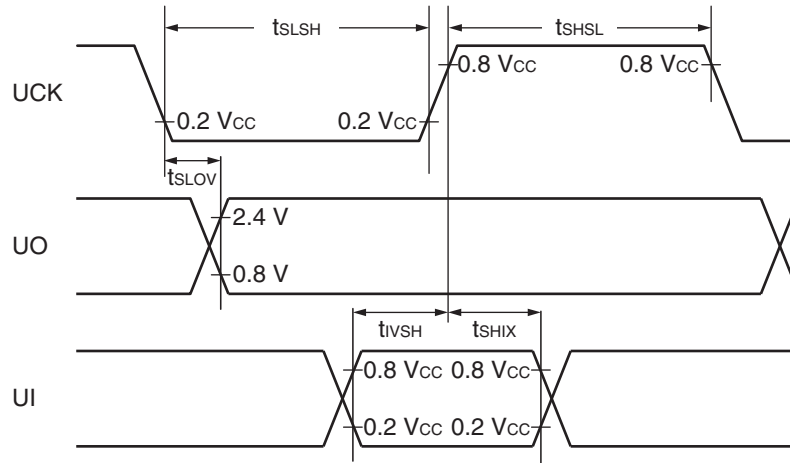 tSLSH tSHSL
UCK 0.8 VCC 0.8 VCC
0.2 VCC 0.2 VCC
tSLOV
UO 2.4 V
0.8 V
tIVSH tSHIX
UI 0.8 VCC 0.8 VCC
0.2 VCC 0.2 VCC